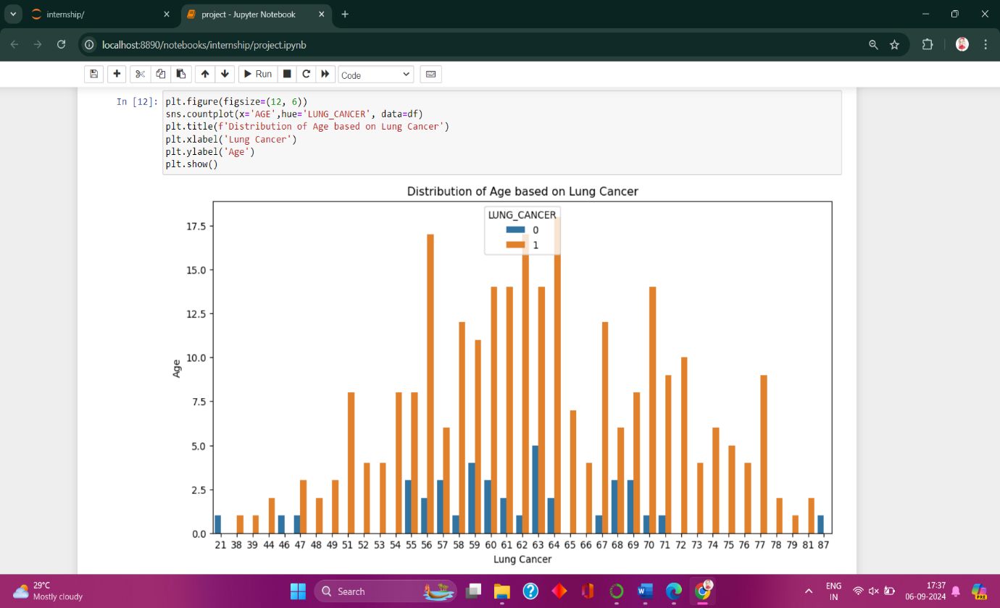 internship/
project - Jupyter Notebook
localhost:8890/notebooks/internship/project.ipynb
Run
Code
In [12]:
plt.figure(figsize=(12, 6))
sns.countplot(x='AGE',hue='LUNG_CANCER', data=df)
plt.title(f'Distribution of Age based on Lung Cancer')
plt.xlabel('Lung Cancer')
plt.ylabel('Age')
plt.show()
Distribution of Age based on Lung Cancer
LUNG_CANCER
0
1
17.5
15.0
12.5
10.0
7.5
5.0
2.5
0.0
Age
21 38 39 44 46 47 48 49 51 52 53 54 55 56 57 58 59 60 61 62 63 64 65 66 67 68 69 70 71 72 73 74 75 76 77 78 79 81 87
Lung Cancer
29°C
Mostly cloudy
Search
W
ENG
IN
17:37
06-09-2024
PRE